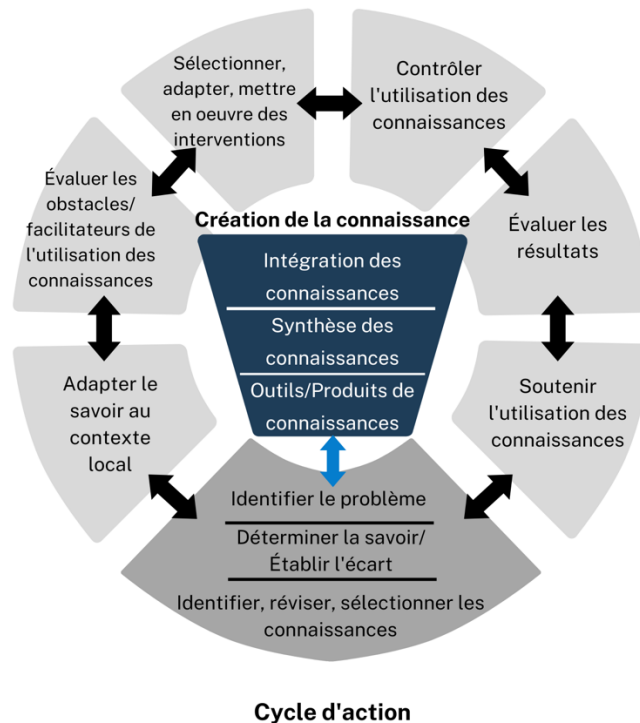 Sélectionner,
adapter, mettre
en oeuvre des
interventions
Contrôler
l'utilisation des
connaissances
Évaluer les
obstacles/
facilitateurs de
l'utilisation des
connaissances
Création de la connaissance
Évaluer les
résultats
Intégration des
connaissances
Synthèse des
connaissances
Outils/Produits de
connaissances
Adapter le
savoir au
contexte
local
Soutenir
l'utilisation des
connaissances
Identifier le problème
Déterminer la savoir/
Établir l'écart
Identifier, réviser, sélectionner les
connaissances
Cycle d'action